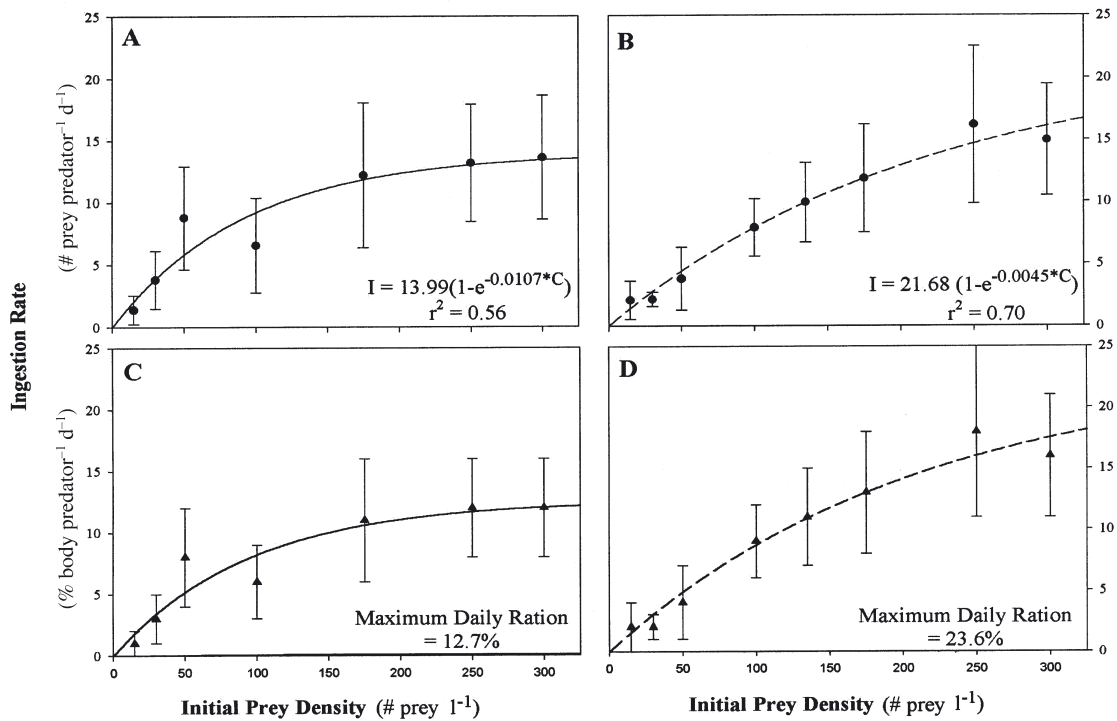 Ingestion Rate
(# prey predator⁻¹ d⁻¹)
A
25
20
15
10
5
0
I = 13.99(1-e^-0.0107*C)
r² = 0.56
B
25
20
15
10
5
0
I = 21.68 (1-e^-0.0045*C)
r² = 0.70
(% body predator⁻¹ d⁻¹)
C
25
20
15
10
5
0
Maximum Daily Ration
= 12.7%
0 50 100 150 200 250 300
Initial Prey Density (# prey l⁻¹)
D
25
20
15
10
5
0
Maximum Daily Ration
= 23.6%
0 50 100 150 200 250 300
Initial Prey Density (# prey l⁻¹)